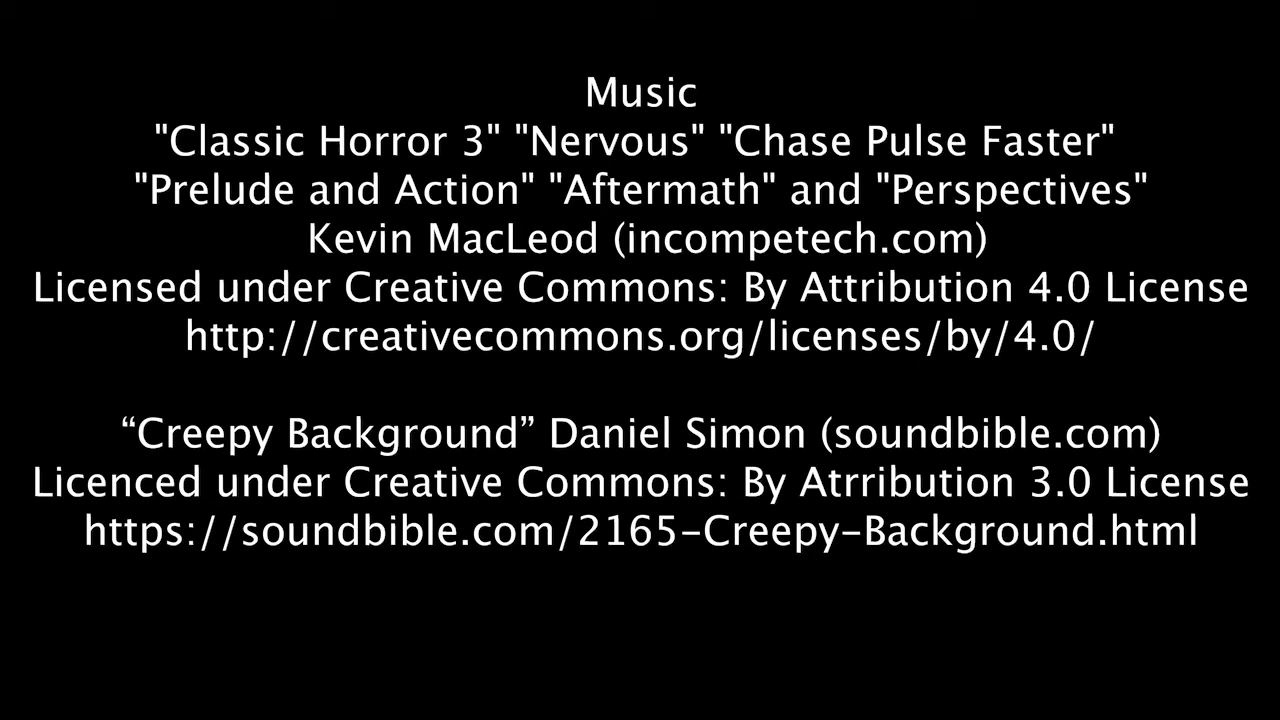 Music
"Classic Horror 3" "Nervous" "Chase Pulse Faster"
"Prelude and Action" "Aftermath" and "Perspectives"
Kevin MacLeod (incompetech.com)
Licensed under Creative Commons: By Attribution 4.0 License
http://creativecommons.org/licenses/by/4.0/
“Creepy Background” Daniel Simon (soundbible.com)
Licenced under Creative Commons: By Atrribution 3.0 License
https://soundbible.com/2165-Creepy-Background.html